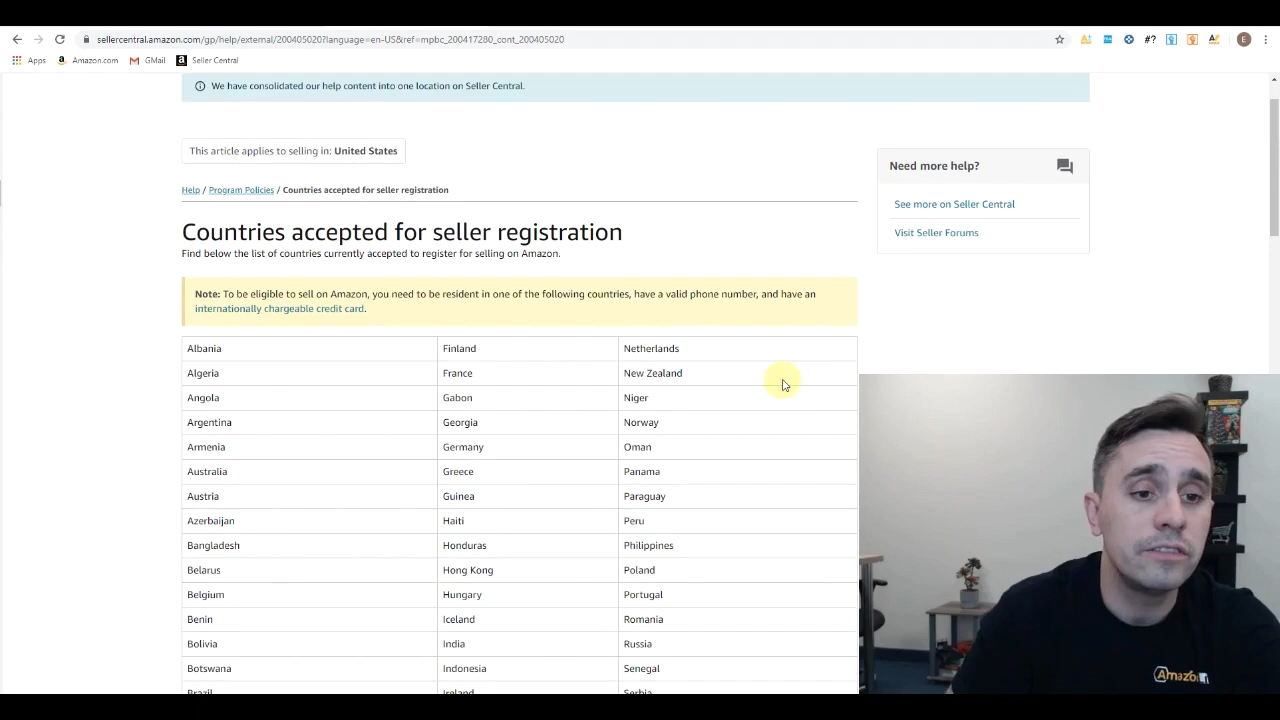 sellercentral.amazon.com/gp/help/external/200405020?language=en-US&ref=mpbc_200417280_cont_200405020
#?
E
Apps
Amazon.com
GMail
Seller Central
We have consolidated our help content into one location on Seller Central.
This article applies to selling in: United States
Need more help?
See more on Seller Central
Visit Seller Forums
Help / Program Policies / Countries accepted for seller registration
Countries accepted for seller registration
Find below the list of countries currently accepted to register for selling on Amazon.
Note: To be eligible to sell on Amazon, you need to be resident in one of the following countries, have a valid phone number, and have an
internationally chargeable credit card.
Albania Finland Netherlands
Algeria France New Zealand
Angola Gabon Niger
Argentina Georgia Norway
Armenia Germany Oman
Australia Greece Panama
Austria Guinea Paraguay
Azerbaijan Haiti Peru
Bangladesh Honduras Philippines
Belarus Hong Kong Poland
Belgium Hungary Portugal
Benin Iceland Romania
Bolivia India Russia
Botswana Indonesia Senegal
Brazil Ireland Serbia
Amazon